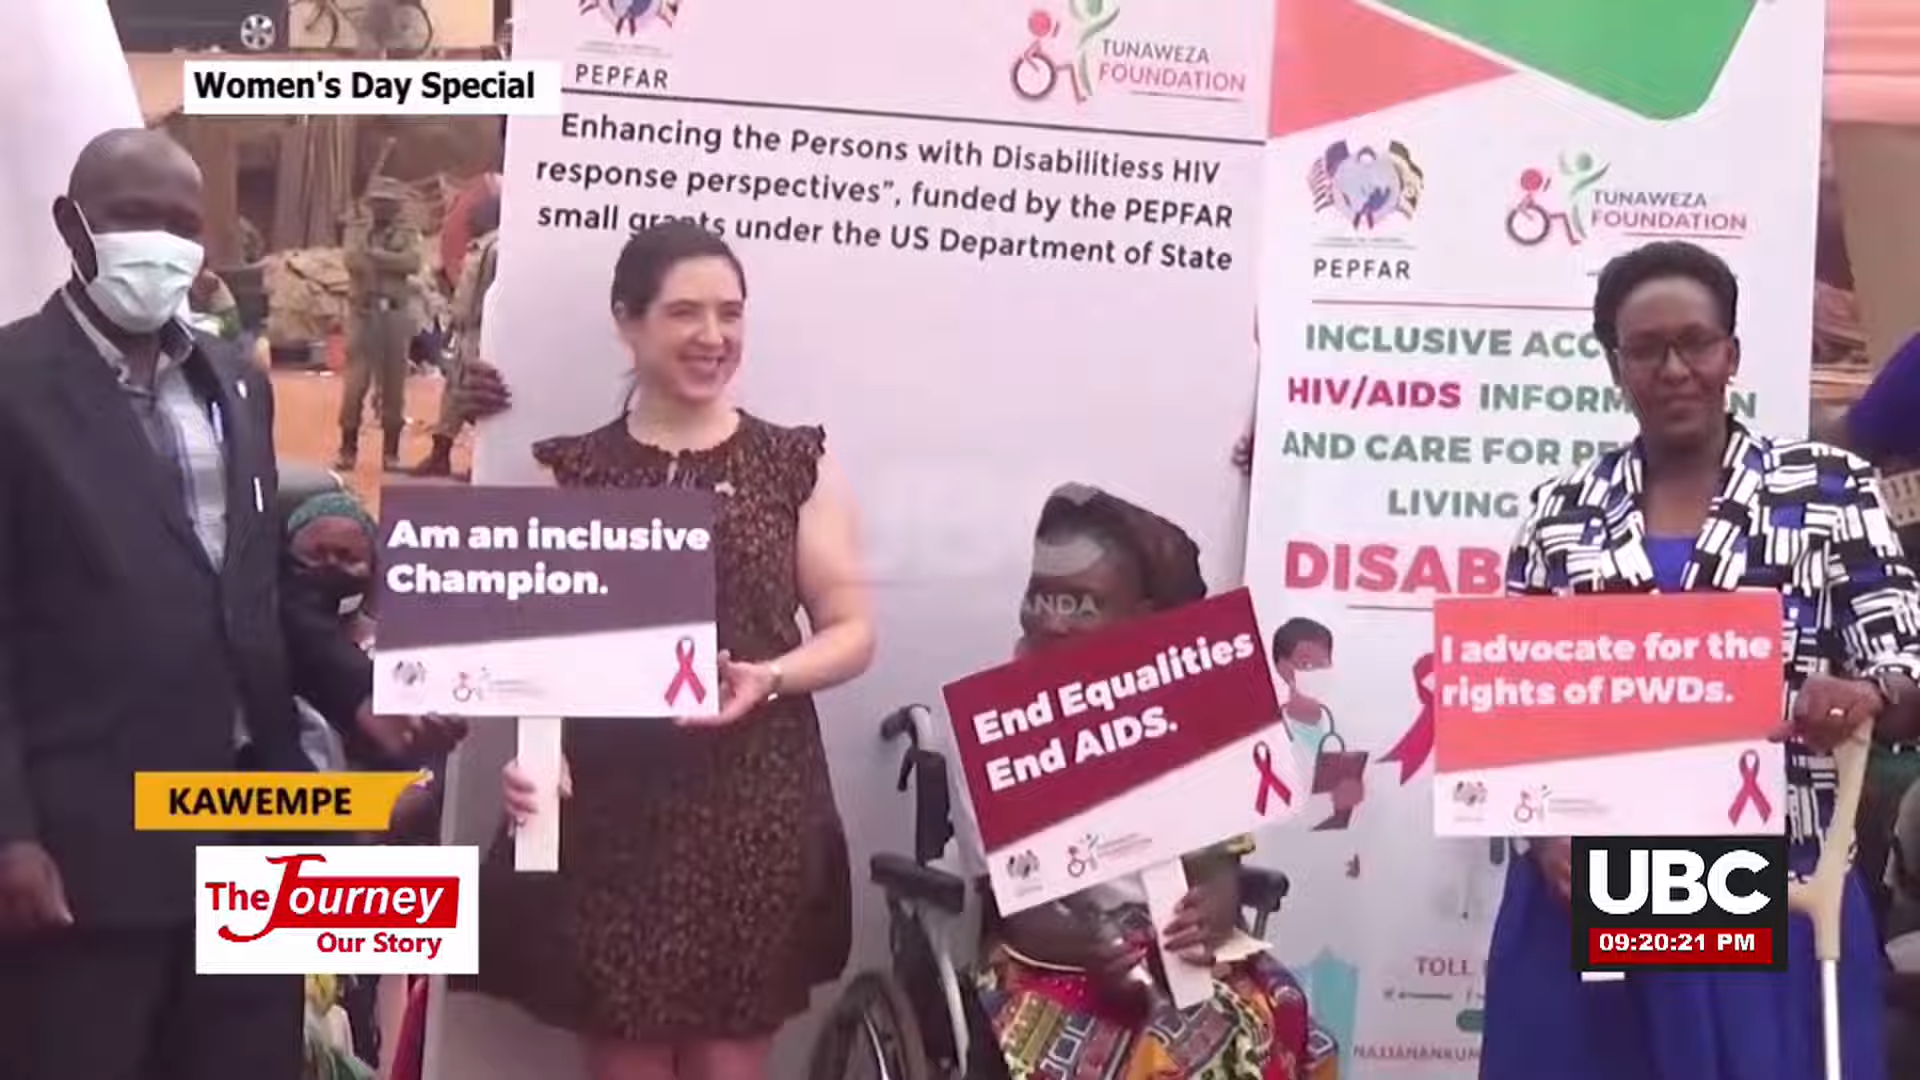 Women's Day Special
PEPFAR
TUNAWEZA
FOUNDATION
Enhancing the Persons with Disabilitiess HIV
response perspectives”, funded by the PEPFAR
small grants under the US Department of State
PEPFAR
TUNAWEZA
FOUNDATION
INCLUSIVE ACC
HIV/AIDS INFORM N
AND CARE FOR PE
LIVING
DISAB
Am an inclusive
Champion.
End Equalities
End AIDS.
I advocate for the
rights of PWDs.
ANDA
TOLL
KAWEMPE
The Journey
Our Story
UBC
09:20:21 PM